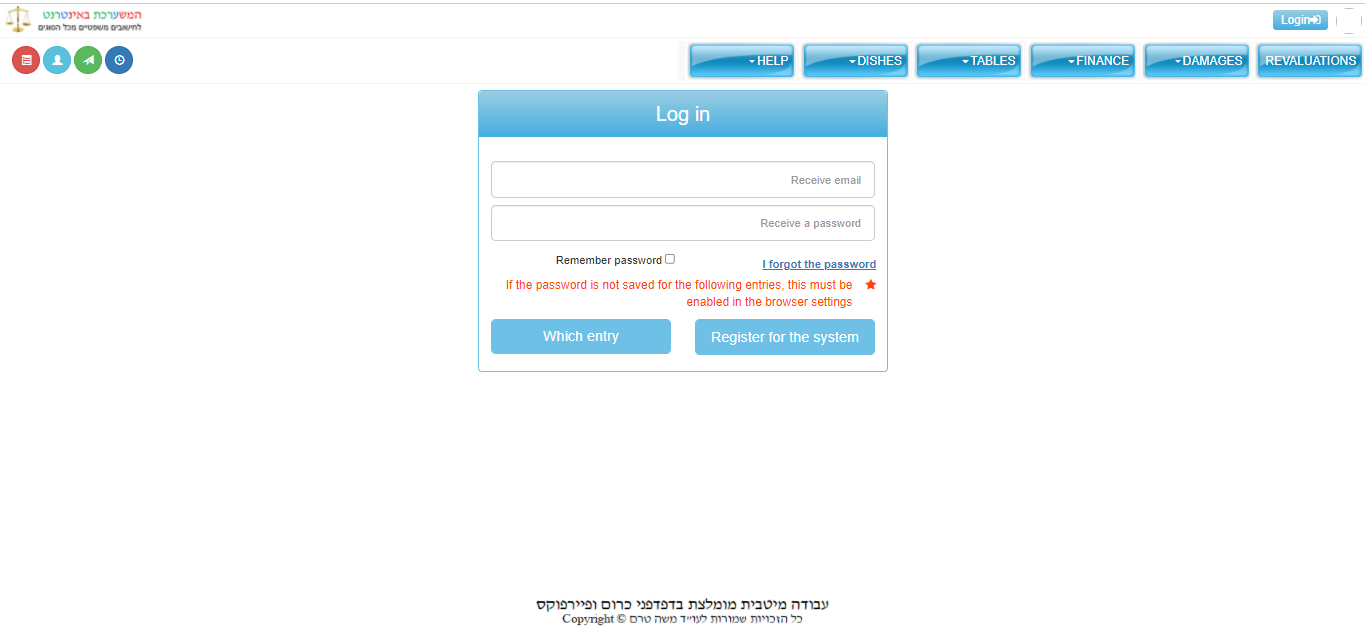 המשערכת באינטרנט
לחישובים משפטיים מכל הסוגים
Login
HELP
DISHES
TABLES
FINANCE
DAMAGES
REVALUATIONS
Log in
Receive email
Receive a password
Remember password
I forgot the password
If the password is not saved for the following entries, this must be
enabled in the browser settings
Which entry
Register for the system
עבודה מיטבית מומלצת בדפדפני כרום ופיירפוקס
כל הזכויות שמורות לעו״ד משה טרם © Copyright